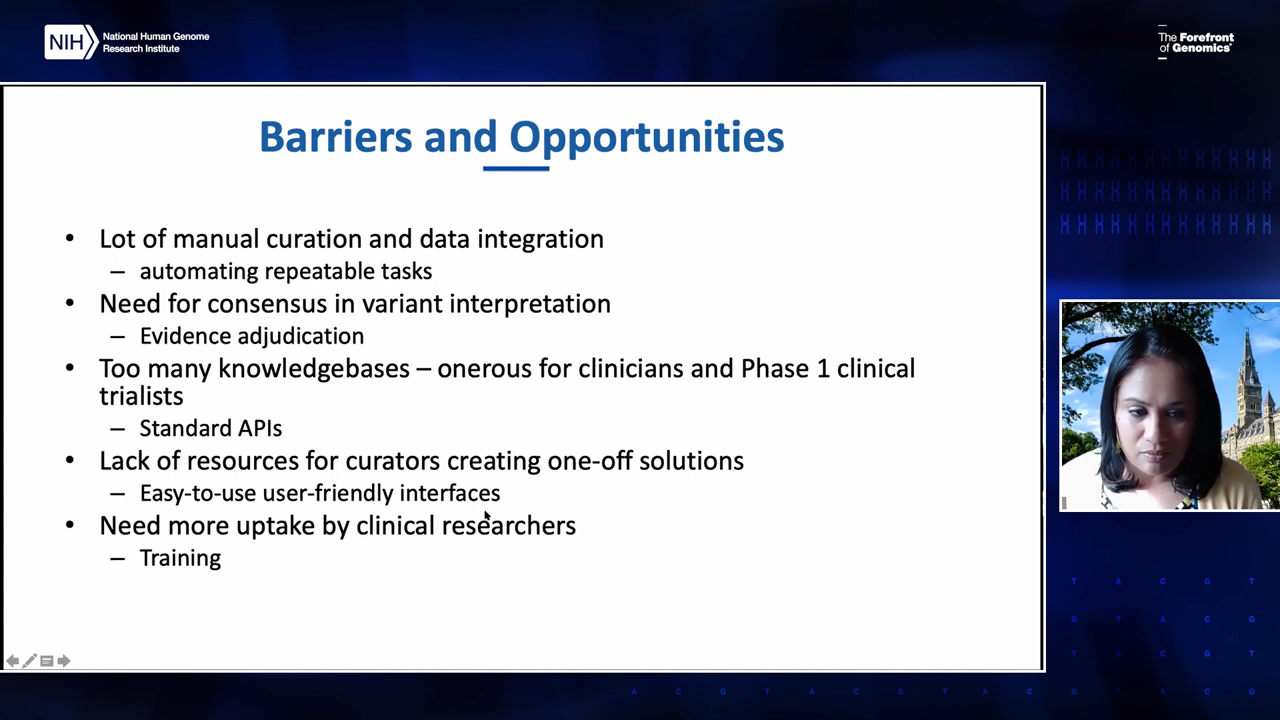 NIH
National Human Genome
Research Institute
The Forefront
of Genomics®
Barriers and Opportunities
• Lot of manual curation and data integration
– automating repeatable tasks
• Need for consensus in variant interpretation
– Evidence adjudication
• Too many knowledgebases – onerous for clinicians and Phase 1 clinical
trialists
– Standard APIs
• Lack of resources for curators creating one-off solutions
– Easy-to-use user-friendly interfaces
• Need more uptake by clinical researchers
– Training
T A C G T
G T A C G
T T A C G
A C G T A C G T A C G T A C G